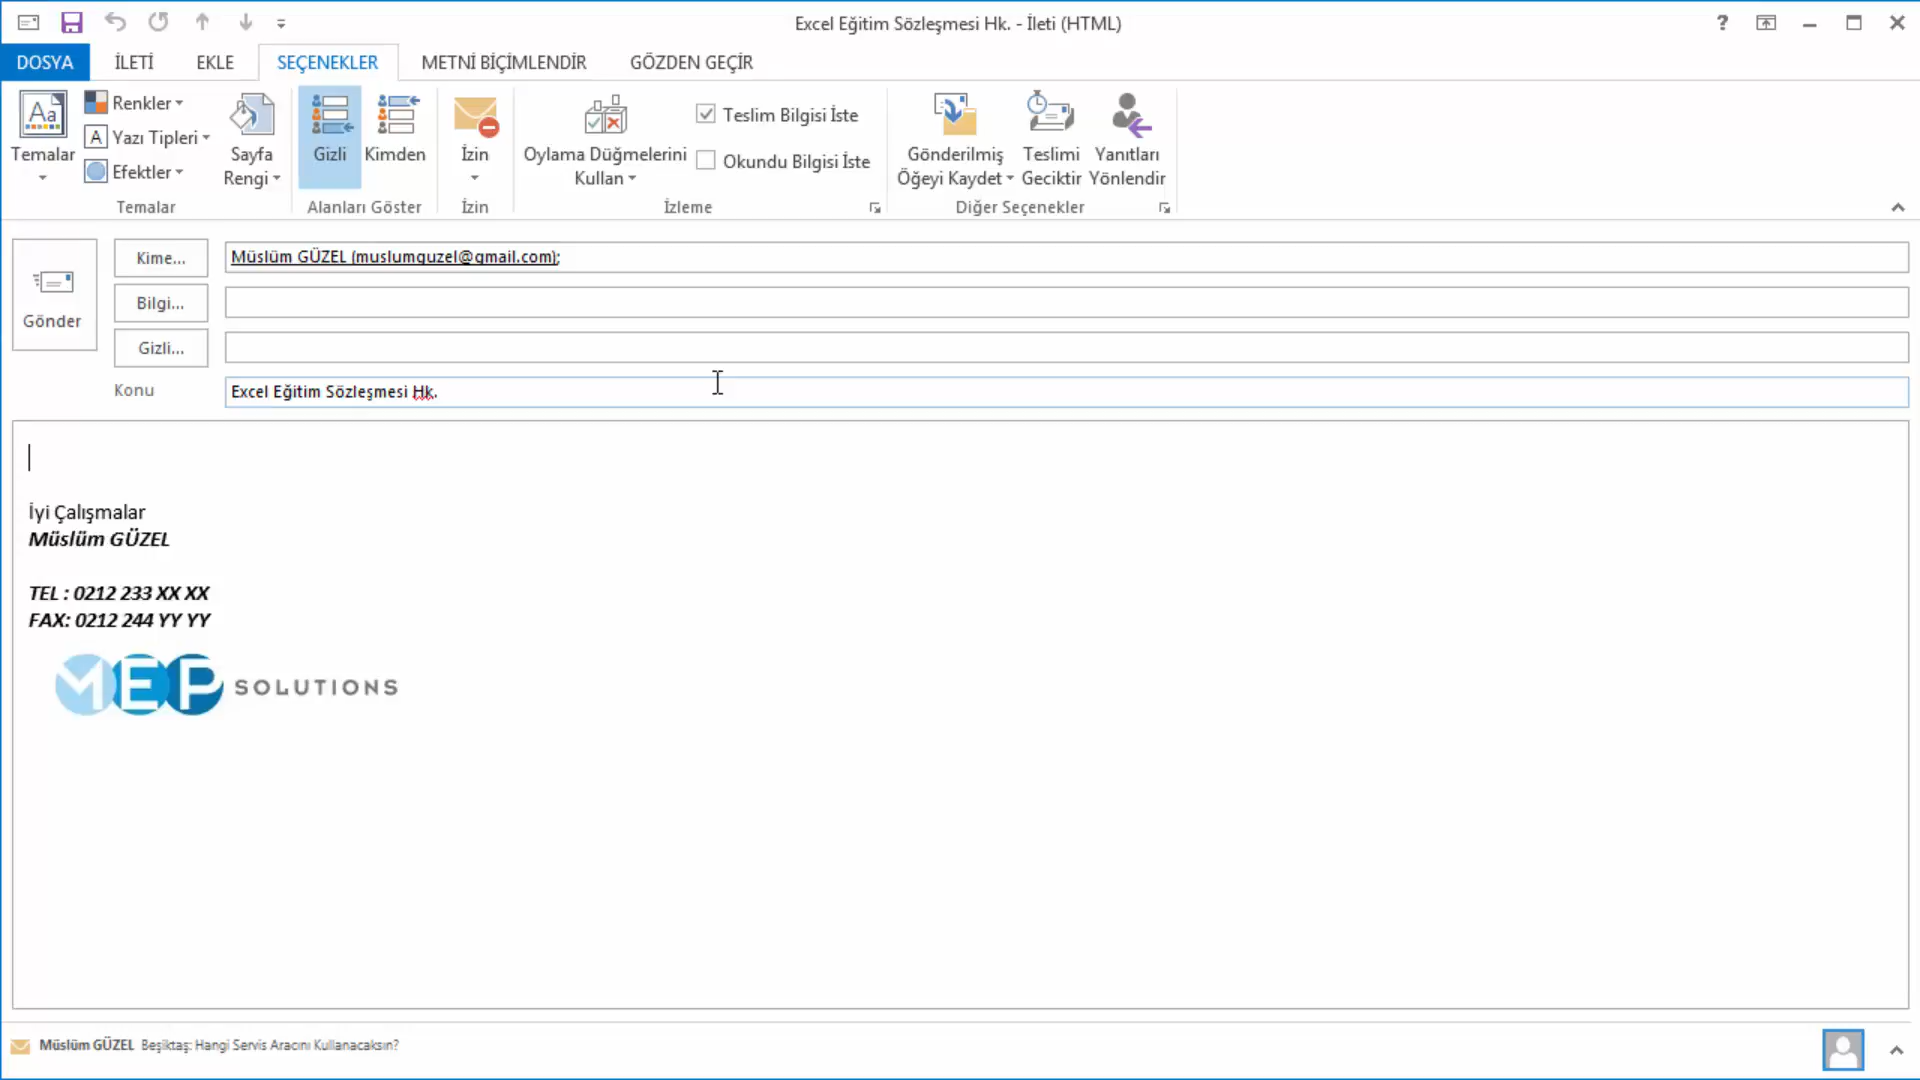 Excel Eğitim Sözleşmesi Hk. - İleti (HTML)
DOSYA İLETİ EKLE SEÇENEKLER METNİ BİÇİMLENDİR GÖZDEN GEÇİR
Aa
Temalar
Renkler
A Yazı Tipleri
Efektler
Sayfa
Rengi
Temalar
Gizli
Kimden
Alanları Göster
İzin
İzin
Oylama Düğmelerini
Kullan
Teslim Bilgisi İste
Okundu Bilgisi İste
İzleme
Gönderilmiş
Öğeyi Kaydet
Teslimi
Geciktir
Yanıtları
Yönlendir
Diğer Seçenekler
Gönder
Kime... Müslüm GÜZEL (muslumguzel@gmail.com);
Bilgi...
Gizli...
Konu Excel Eğitim Sözleşmesi Hk.
İyi Çalışmalar
Müslüm GÜZEL
TEL : 0212 233 XX XX
FAX: 0212 244 YY YY
MEP SOLUTIONS
Müslüm GÜZEL Beşiktaş: Hangi Servis Aracını Kullanacaksın?